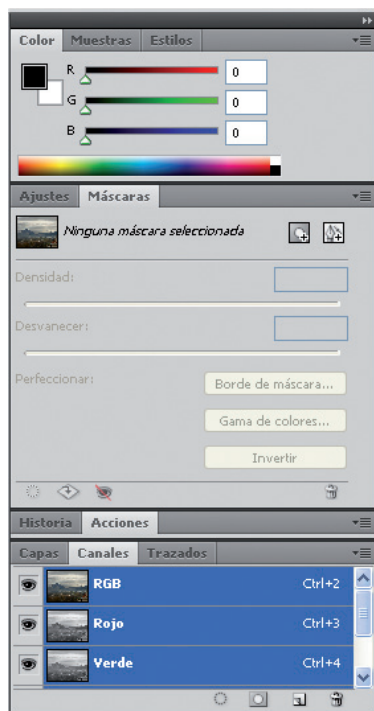 Color Muestras Estilos
R 0
G 0
B 0
Ajustes Máscaras
Ninguna máscara seleccionada
Densidad:
Desvanecer:
Perfeccionar: Borde de máscara...
Gama de colores...
Invertir
Historia Acciones
Capas Canales Trazados
RGB Ctrl+2
Rojo Ctrl+3
Verde Ctrl+4